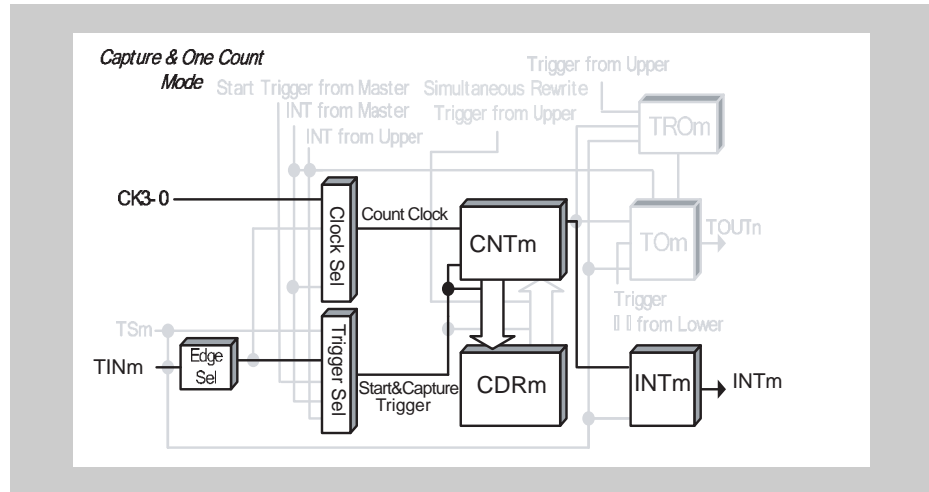 Capture & One Count
Mode
Trigger from Upper
Start Trigger from Master
Simultaneous Rewrite
INT from Master
Trigger from Upper
INT from Upper
TROm
CK3-0
Clock Sel
Count Clock
CNTm
TOm
TOUTn
Trigger
from Lower
TSm
TINm
Edge
Sel
Trigger Sel
Start&Capture
Trigger
CDRm
INTm
INTm